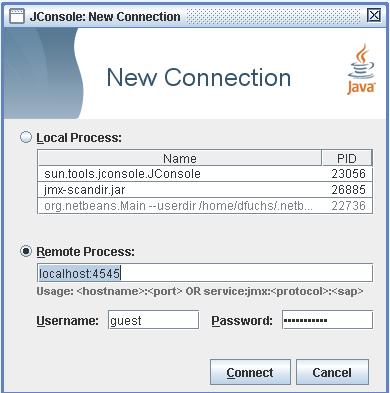 JConsole: New Connection
New Connection
Java
Local Process:
Name PID
sun.tools.jconsole.JConsole 23056
jmx-scandir.jar 26885
org.netbeans.Main --userdir /home/dfuchs/.netb... 22736
Remote Process:
localhost:4545
Usage: <hostname>:<port> OR service:jmx:<protocol>:<sap>
Username: guest Password: •••••••••••
Connect Cancel